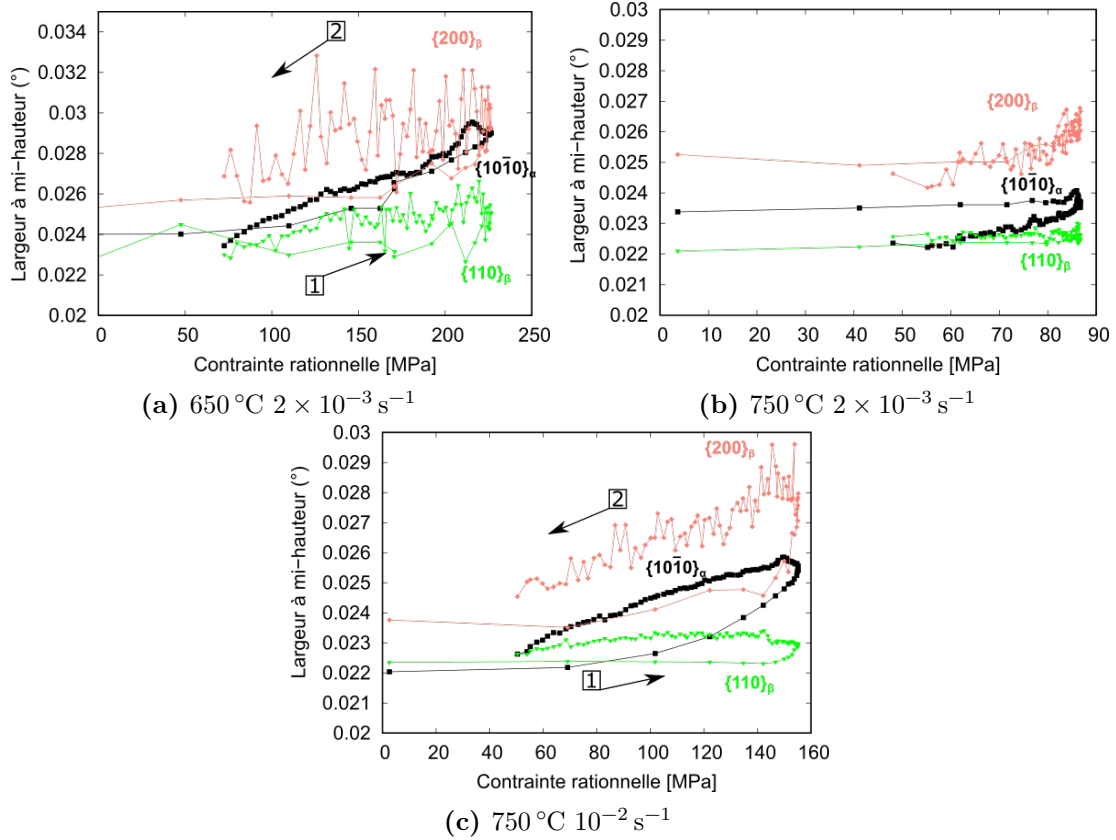 0.034
0.032
0.03
0.028
0.026
0.024
0.022
0.02
Largeur à mi−hauteur (°)
2
{200}β
{101̄0}α
1
{110}β
0 50 100 150 200 250
Contrainte rationnelle [MPa]
(a) 650 °C 2 × 10⁻³ s⁻¹
0.03
0.029
0.028
0.027
0.026
0.025
0.024
0.023
0.022
0.021
0.02
Largeur à mi−hauteur (°)
{200}β
{101̄0}α
{110}β
0 10 20 30 40 50 60 70 80 90
Contrainte rationnelle [MPa]
(b) 750 °C 2 × 10⁻³ s⁻¹
0.03
0.029
0.028
0.027
0.026
0.025
0.024
0.023
0.022
0.021
0.02
Largeur à mi−hauteur (°)
{200}β
2
{101̄0}α
1
{110}β
0 20 40 60 80 100 120 140 160
Contrainte rationnelle [MPa]
(c) 750 °C 10⁻² s⁻¹